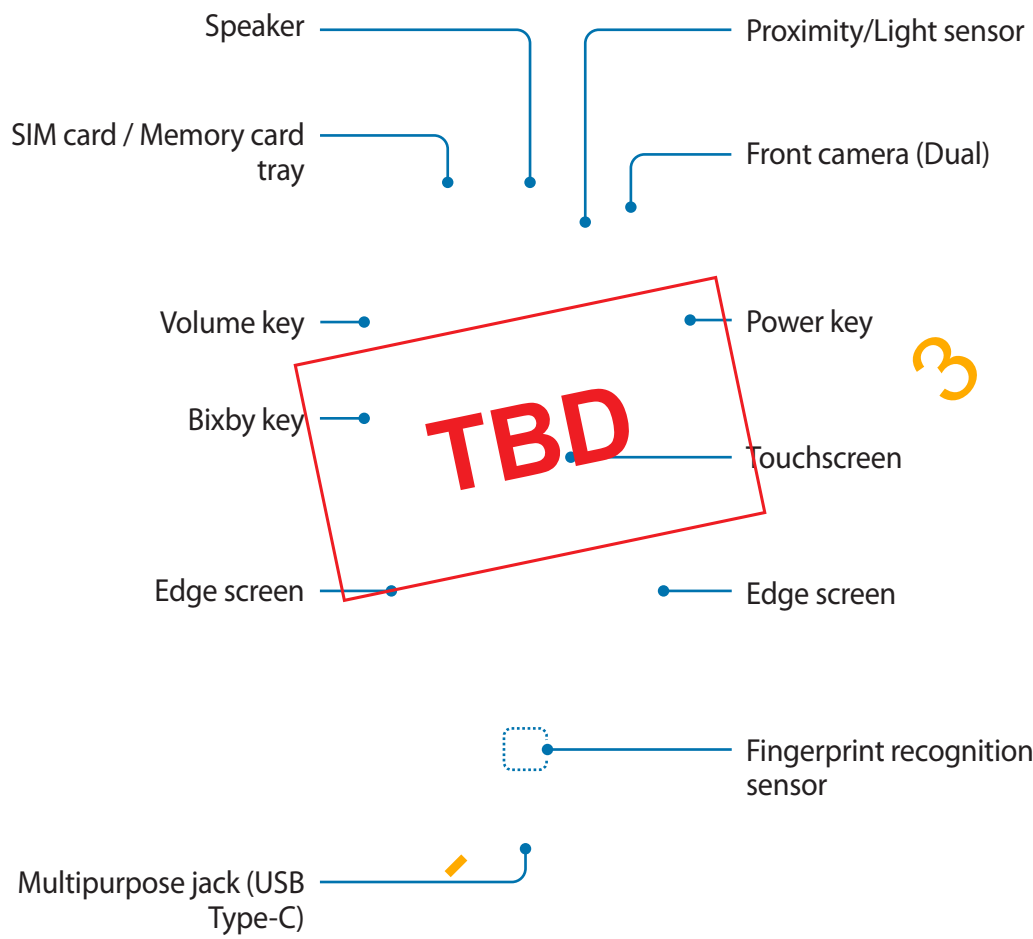 Speaker
Proximity/Light sensor
SIM card / Memory card
tray
Front camera (Dual)
Volume key
Power key
3
Bixby key
TBD
Touchscreen
Edge screen
Edge screen
Fingerprint recognition
sensor
Multipurpose jack (USB
Type-C)